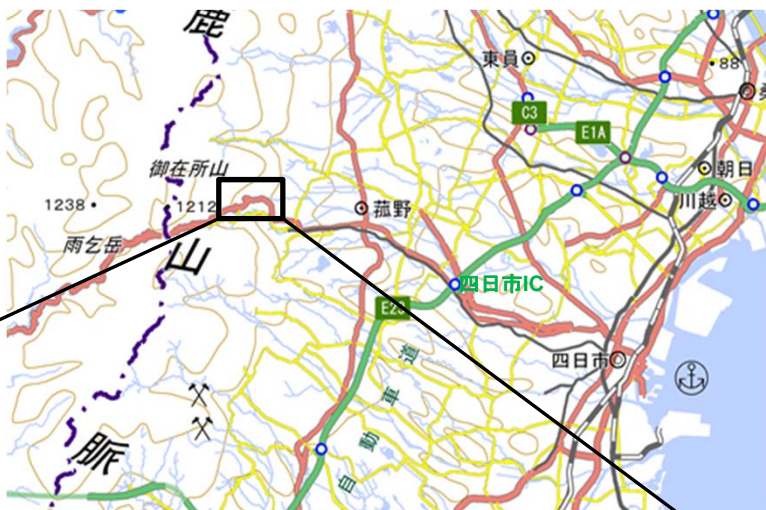 鹿
東員
・88
桑
C3
E1A
御在所山
朝日
1238・
1212
菰野
川越
雨乞岳
山
四日市IC
E23
四日市
道
車
動
自
脈